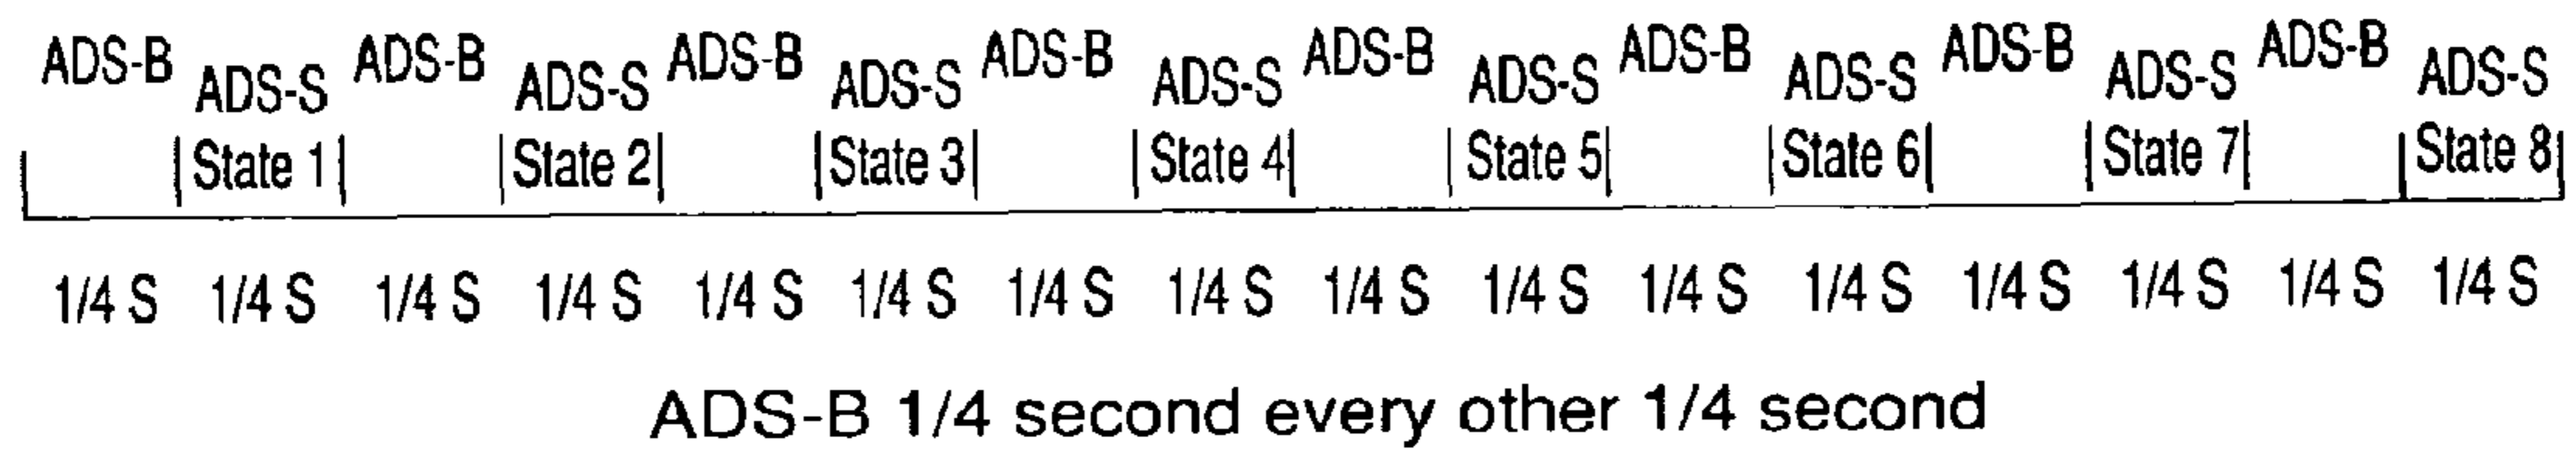 ADS-B ADS-S ADS-B ADS-S ADS-B ADS-S ADS-B ADS-S ADS-B ADS-S ADS-B ADS-S ADS-B ADS-S ADS-B ADS-S
State 1 State 2 State 3 State 4 State 5 State 6 State 7 State 8
1/4 S 1/4 S 1/4 S 1/4 S 1/4 S 1/4 S 1/4 S 1/4 S 1/4 S 1/4 S 1/4 S 1/4 S 1/4 S 1/4 S 1/4 S 1/4 S
ADS-B 1/4 second every other 1/4 second